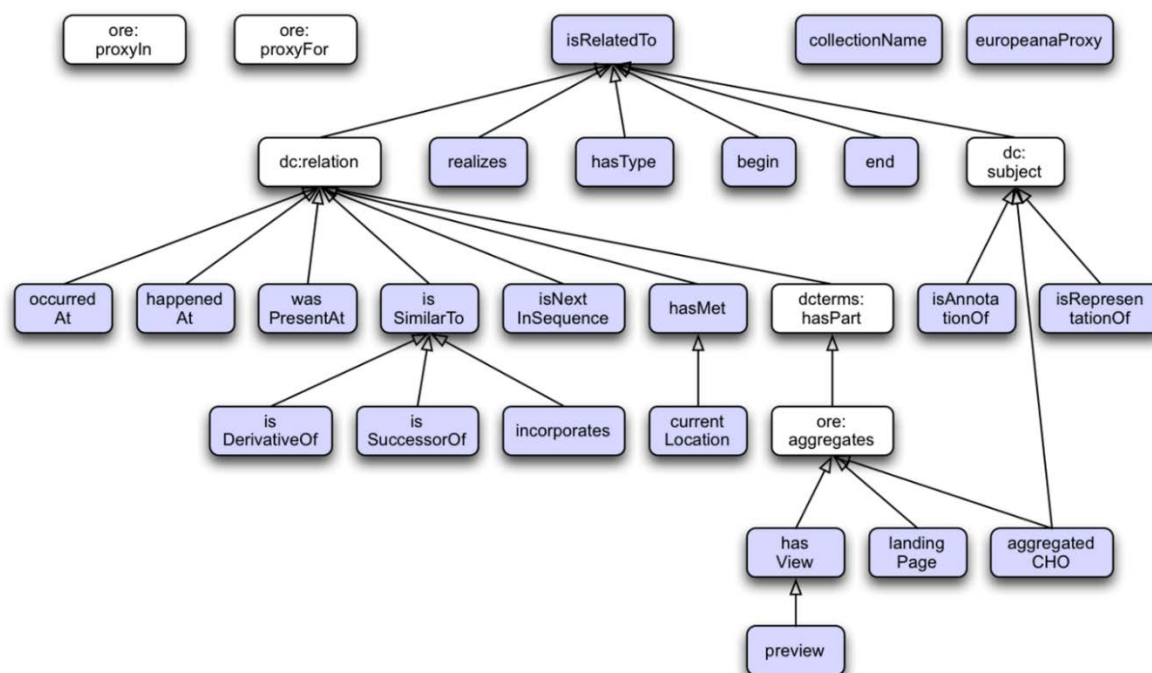 ore:
proxyIn
ore:
proxyFor
isRelatedTo
collectionName
europeanaProxy
dc:relation
realizes
hasType
begin
end
dc:
subject
occurred
At
happened
At
was
PresentAt
is
SimilarTo
isNext
InSequence
hasMet
dcterms:
hasPart
isAnnota
tionOf
isRepresen
tationOf
is
DerivativeOf
is
SuccessorOf
incorporates
current
Location
ore:
aggregates
has
View
landing
Page
aggregated
CHO
preview